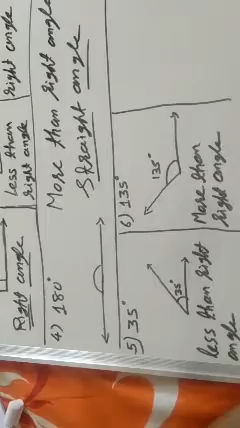 Right angle
Less than
right angle
right angle
4) 180°
More than right angle
Straight angle
5) 35°
35°
less than right
angle
6) 135°
135°
More than
right angle